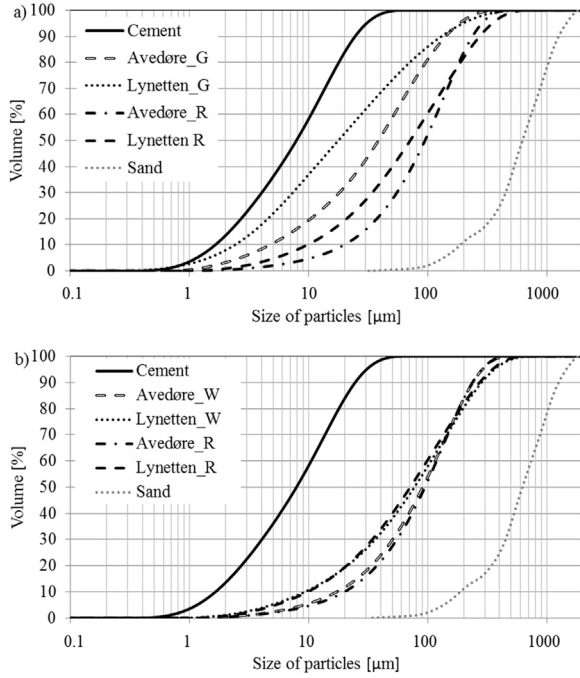 a)
100
90
80
70
60
50
40
30
20
10
0
Volume [%]
Cement
Avedøre_G
Lynetten_G
Avedøre_R
Lynetten R
Sand
0.1
1
10
100
1000
Size of particles [µm]
b)
100
90
80
70
60
50
40
30
20
10
0
Volume [%]
Cement
Avedøre_W
Lynetten_W
Avedøre_R
Lynetten_R
Sand
0.1
1
10
100
1000
Size of particles [µm]